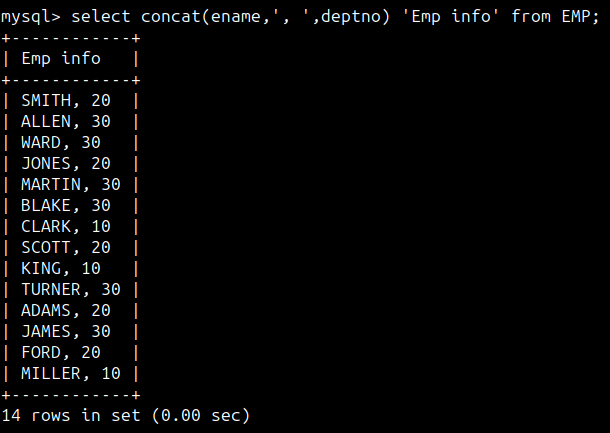 mysql> select concat(ename,', ',deptno) 'Emp info' from EMP;
+------------+
| Emp info   |
+------------+
| SMITH, 20  |
| ALLEN, 30  |
| WARD, 30   |
| JONES, 20  |
| MARTIN, 30 |
| BLAKE, 30  |
| CLARK, 10  |
| SCOTT, 20  |
| KING, 10   |
| TURNER, 30 |
| ADAMS, 20  |
| JAMES, 30  |
| FORD, 20   |
| MILLER, 10 |
+------------+
14 rows in set (0.00 sec)